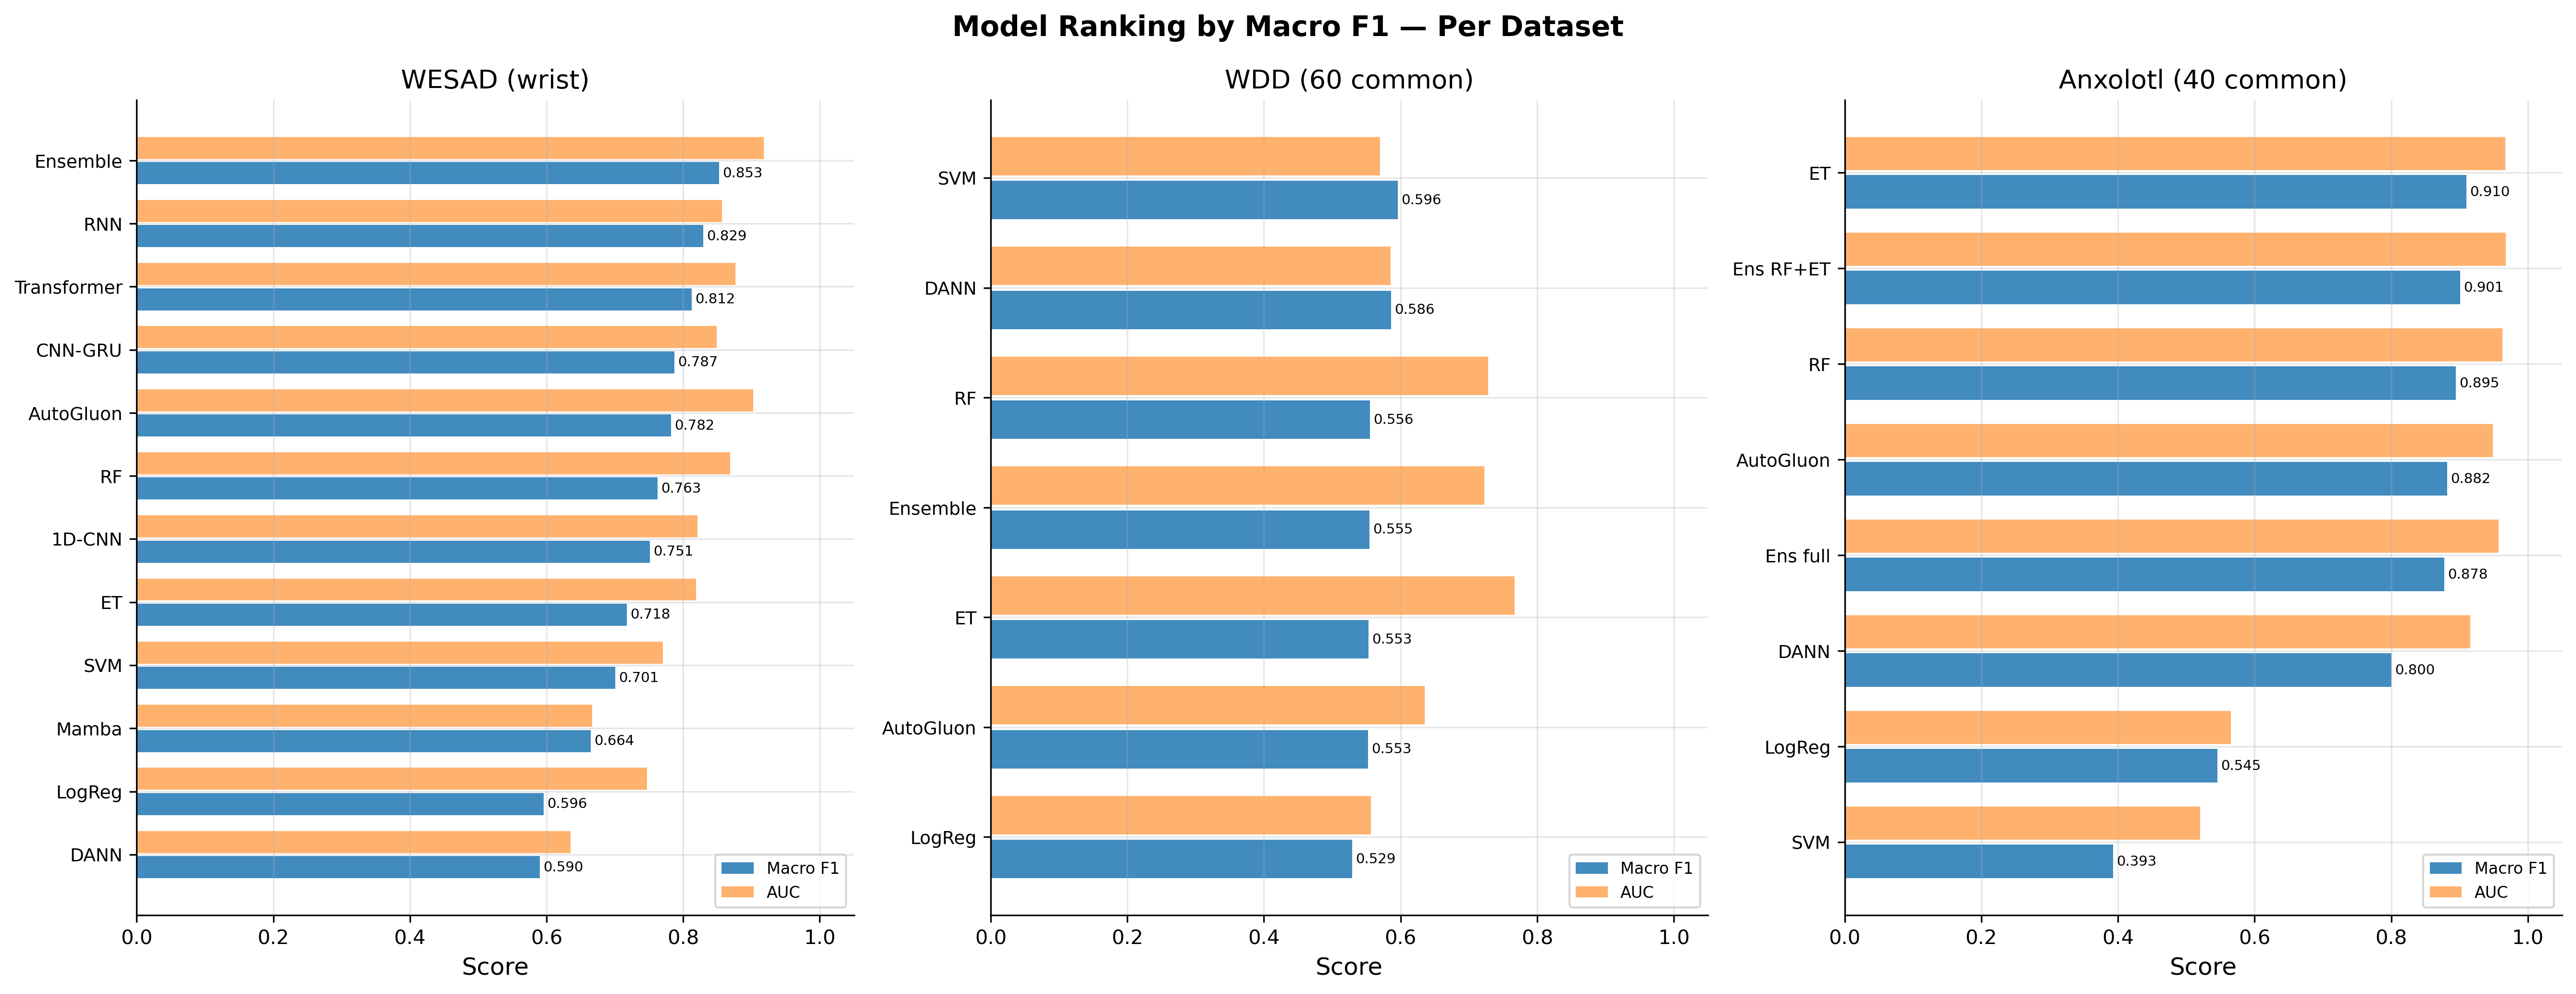 Model Ranking by Macro F1 — Per Dataset
WESAD (wrist)
Ensemble
0.853
RNN
0.829
Transformer
0.812
CNN-GRU
0.787
AutoGluon
0.782
RF
0.763
1D-CNN
0.751
ET
0.718
SVM
0.701
Mamba
0.664
LogReg
0.596
DANN
0.590
Macro F1
AUC
0.0 0.2 0.4 0.6 0.8 1.0
Score
WDD (60 common)
SVM
0.596
DANN
0.586
RF
0.556
Ensemble
0.555
ET
0.553
AutoGluon
0.553
LogReg
0.529
Macro F1
AUC
0.0 0.2 0.4 0.6 0.8 1.0
Score
Anxolotl (40 common)
ET
0.910
Ens RF+ET
0.901
RF
0.895
AutoGluon
0.882
Ens full
0.878
DANN
0.800
LogReg
0.545
SVM
0.393
Macro F1
AUC
0.0 0.2 0.4 0.6 0.8 1.0
Score